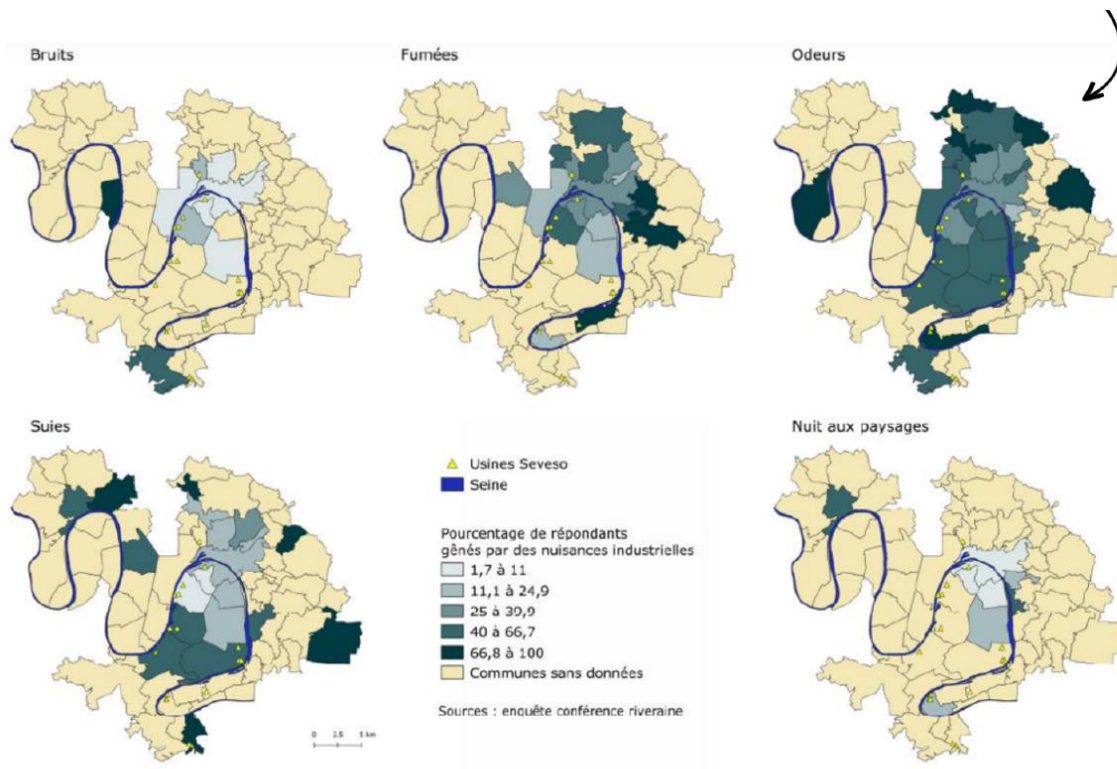 Bruits
Fumées
Odeurs
Suies
Usines Seveso
Seine
Pourcentage de répondants
gênés par des nuisances industrielles
1,7 à 11
11,1 à 24,9
25 à 39,9
40 à 66,7
66,8 à 100
Communes sans données
Sources : enquête conférence riveraine
0 2.5 5 km
Nuit aux paysages